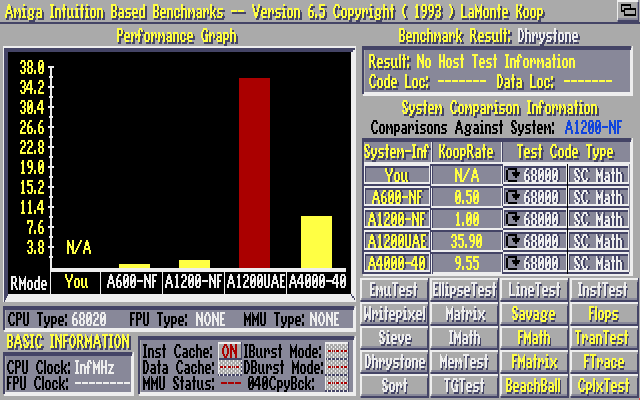 Amiga Intuition Based Benchmarks -- Version 6.5 Copyright ( 1993 ) LaMonte Koop
Performance Graph
38.0
34.2
30.4
26.6
22.8
19.0
15.2
11.4
7.6
3.8
N/A
RMode You A600-NF A1200-NF A1200UAE A4000-40
CPU Type: 68020 FPU Type: NONE MMU Type: NONE
BASIC INFORMATION
CPU Clock: InfMHz
FPU Clock: --------
Inst Cache: ON IBurst Mode: ---
Data Cache: --- DBurst Mode: ---
MMU Status: --- 040CpyBck: ---
Benchmark Result: Dhrystone
Result: No Host Test Information
Code Loc: ------- Data Loc: -------
System Comparison Information
Comparisons Against System: A1200-NF
System-Inf KoopRate Test Code Type
You N/A 68000 SC Math
A600-NF 0.50 68000 SC Math
A1200-NF 1.00 68000 SC Math
A1200UAE 35.90 68000 SC Math
A4000-40 9.55 68000 SC Math
EmuTest EllipseTest LineTest InstTest
Writepixel Matrix Savage Flops
Sieve IMath FMath TranTest
Dhrystone MemTest FMatrix FTrace
Sort TGTest BeachBall CplxTest